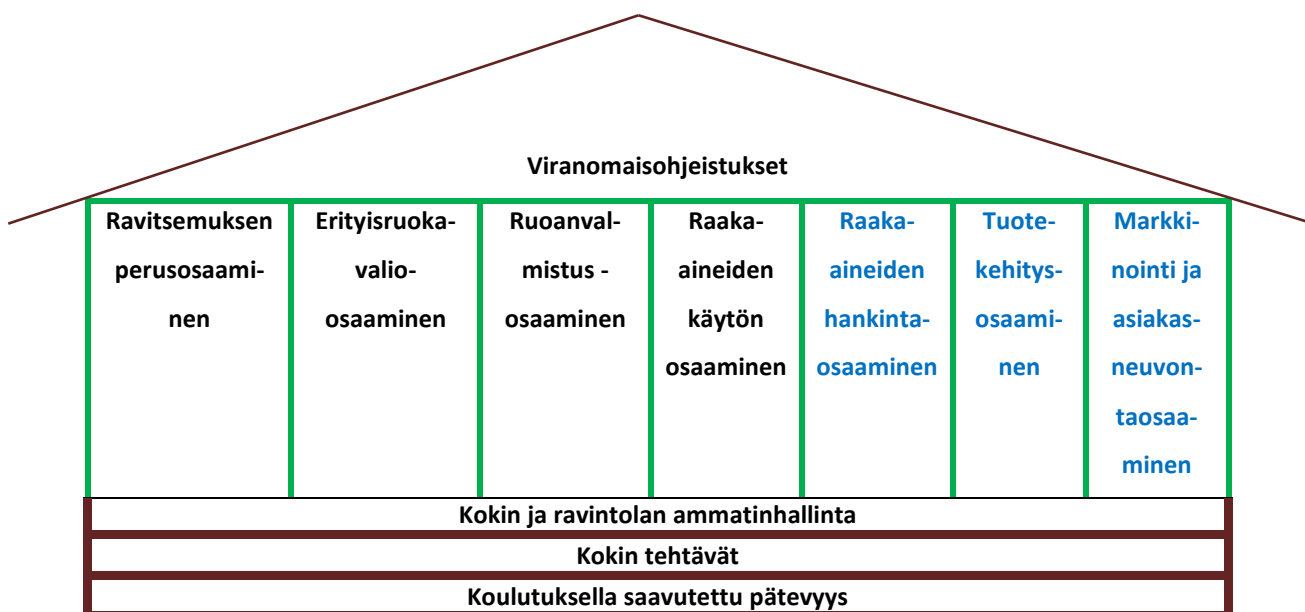 Viranomaisohjeistukset
Ravitsemuksen
perusosaami-
nen
Erityisruoka-
valio-
osaaminen
Ruoanval-
mistus -
osaaminen
Raaka-
aineiden
käytön
osaaminen
Raaka-
aineiden
hankinta-
osaaminen
Tuote-
kehitys-
osaami-
nen
Markki-
nointi ja
asiakas-
neuvon-
taosaa-
minen
Kokin ja ravintolan ammatinhallinta
Kokin tehtävät
Koulutuksella saavutettu pätevyys